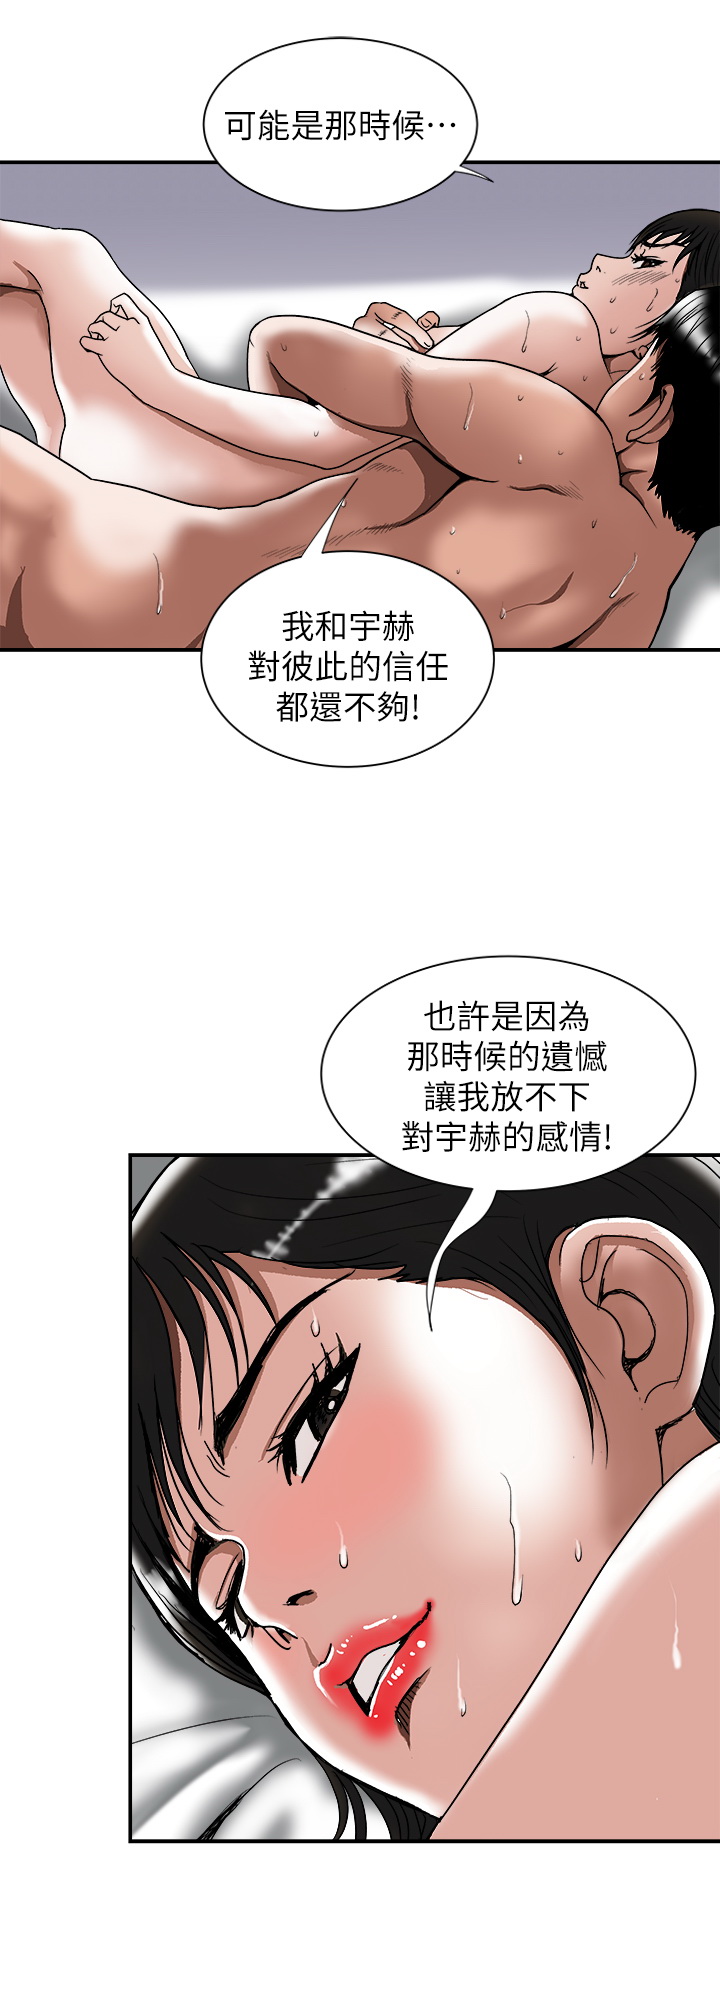 可能是那時候…
我和宇赫
對彼此的信任
都還不夠!
也許是因為
那時候的遺憾
讓我放不下
對宇赫的感情!